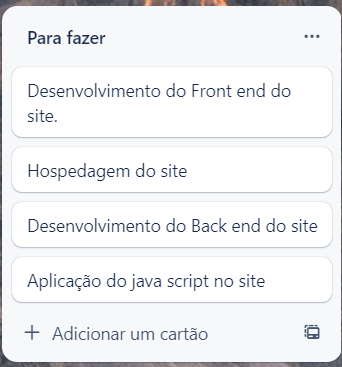 Para fazer
Desenvolvimento do Front end do
site.
Hospedagem do site
Desenvolvimento do Back end do site
Aplicação do java script no site
Adicionar um cartão